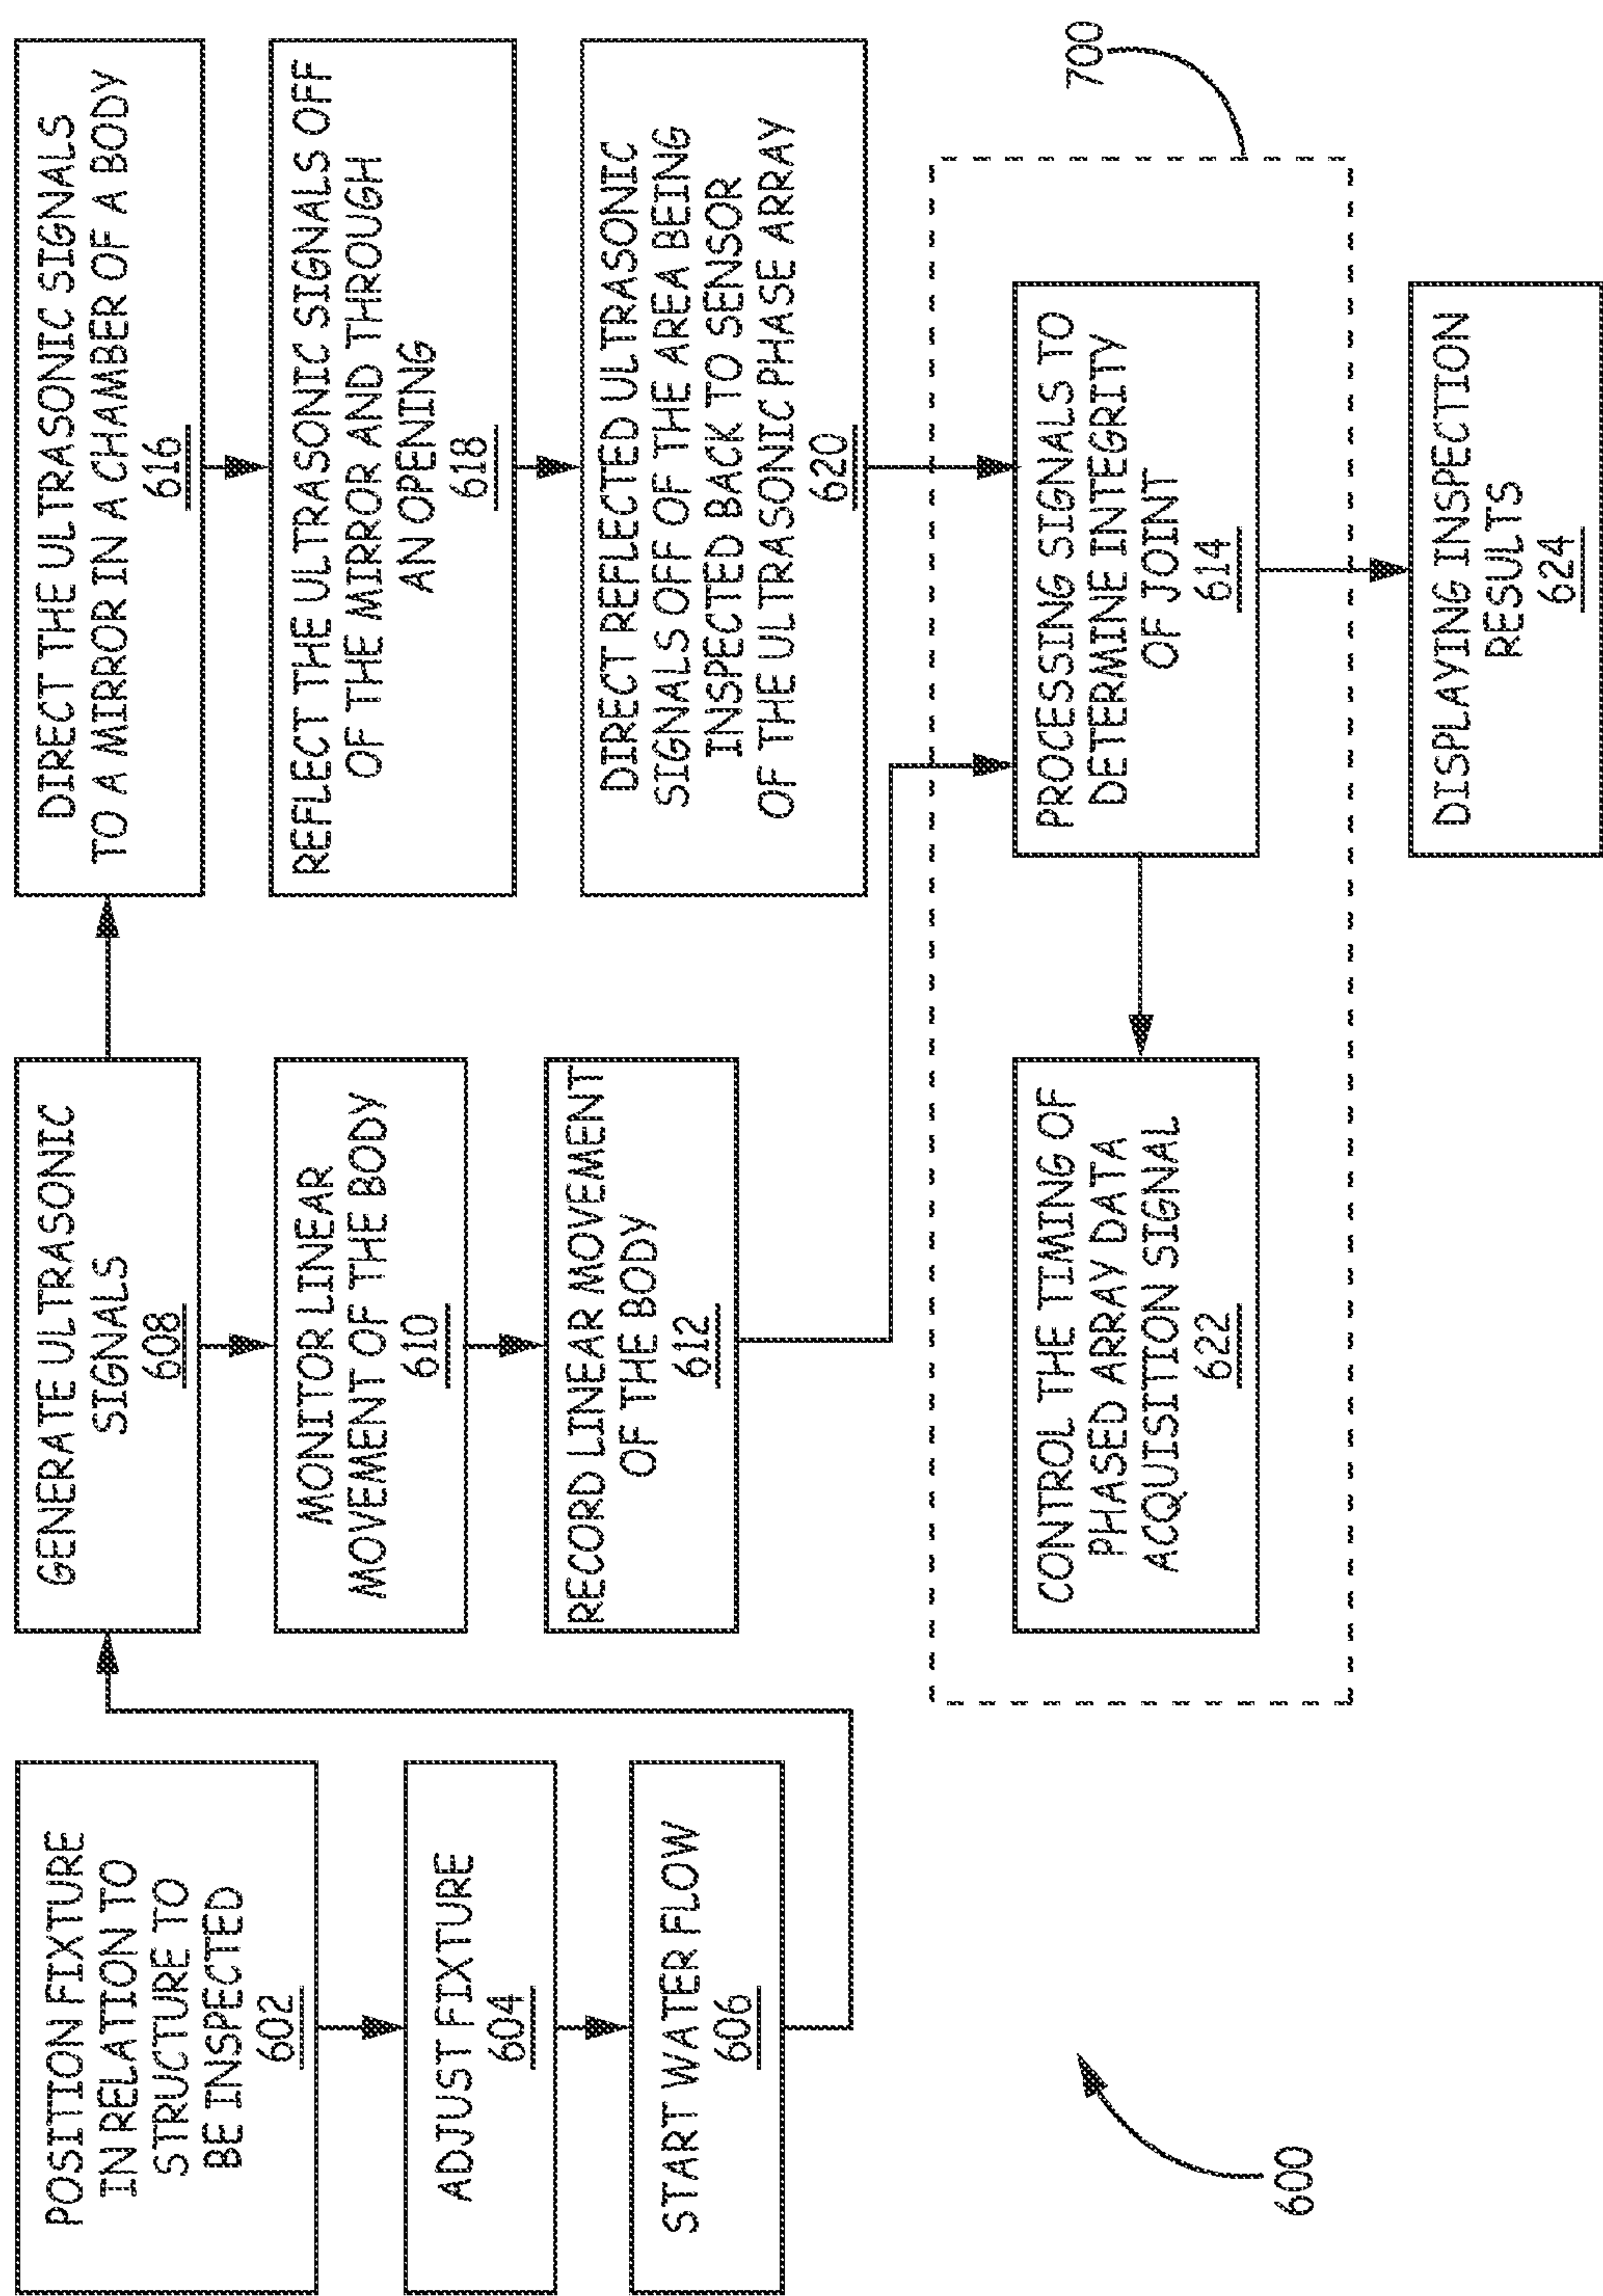 POSITION FIXTURE
IN RELATION TO
STRUCTURE TO
BE INSPECTED
602
ADJUST FIXTURE
604
START WATER FLOW
606
GENERATE ULTRASONIC
SIGNALS
608
MONITOR LINEAR
MOVEMENT OF THE BODY
610
RECORD LINEAR MOVEMENT
OF THE BODY
612
DIRECT THE ULTRASONIC SIGNALS
TO A MIRROR IN A CHAMBER OF A BODY
616
REFLECT THE ULTRASONIC SIGNALS OFF
OF THE MIRROR AND THROUGH
AN OPENING
618
DIRECT REFLECTED ULTRASONIC
SIGNALS OFF OF THE AREA BEING
INSPECTED BACK TO SENSOR
OF THE ULTRASONIC PHASE ARRAY
620
700
CONTROL THE TIMING OF
PHASED ARRAY DATA
ACQUISITION SIGNAL
622
PROCESSING SIGNALS TO
DETERMINE INTEGRITY
OF JOINT
614
DISPLAYING INSPECTION
RESULTS
624
600